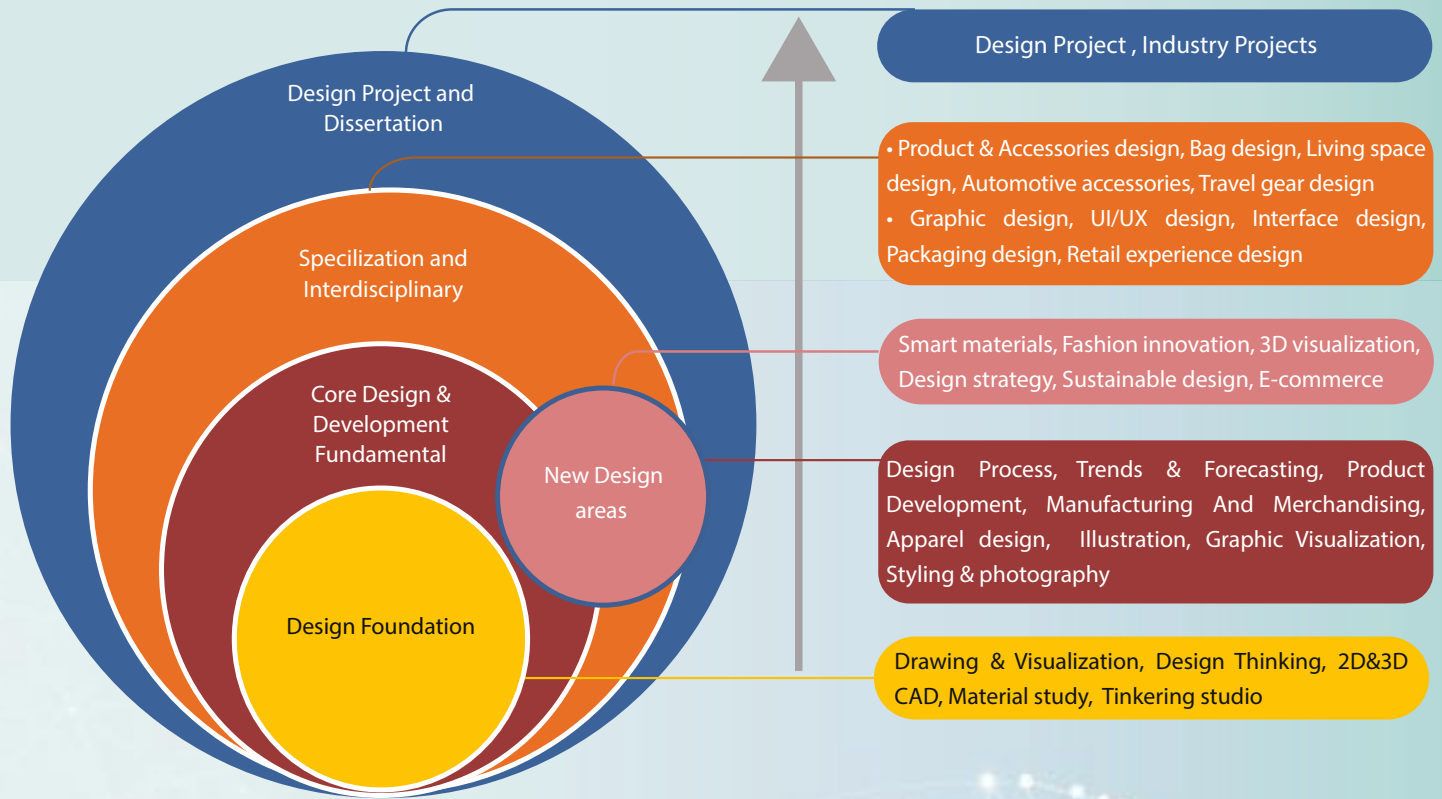 Design Project and
Dissertation
Specilization and
Interdisciplinary
Core Design &
Development
Fundamental
New Design
areas
Design Foundation
Design Project , Industry Projects
• Product & Accessories design, Bag design, Living space
design, Automotive accessories, Travel gear design
• Graphic design, UI/UX design, Interface design,
Packaging design, Retail experience design
Smart materials, Fashion innovation, 3D visualization,
Design strategy, Sustainable design, E-commerce
Design Process, Trends & Forecasting, Product
Development, Manufacturing And Merchandising,
Apparel design, Illustration, Graphic Visualization,
Styling & photography
Drawing & Visualization, Design Thinking, 2D&3D
CAD, Material study, Tinkering studio